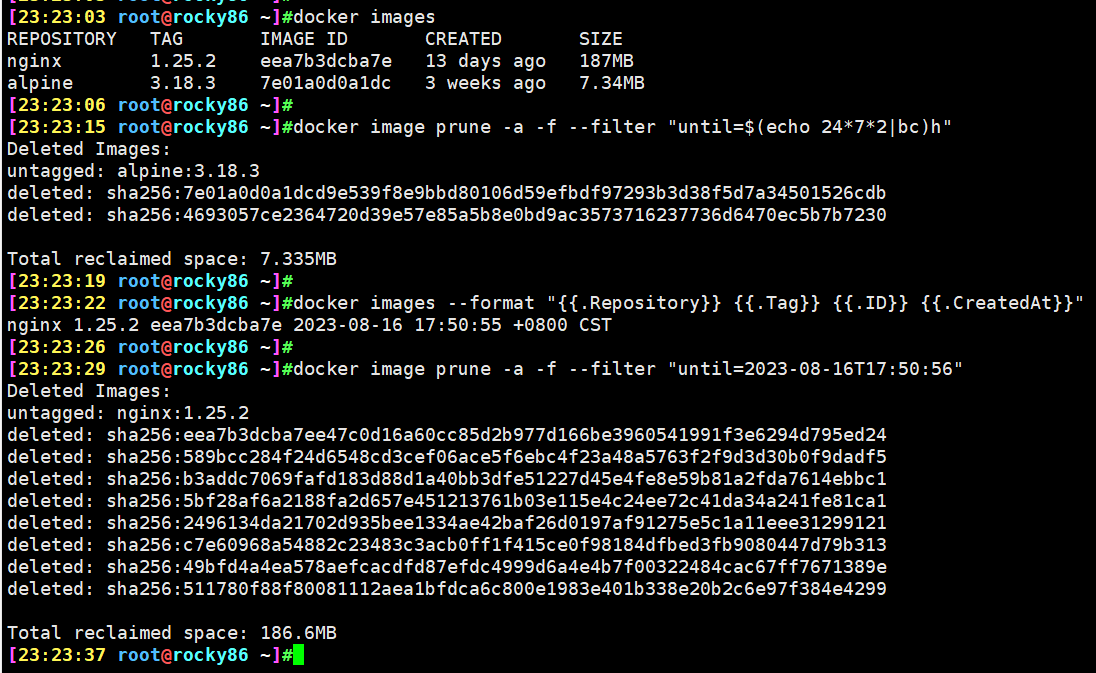 [23:23:03 root@rocky86 ~]#docker images
REPOSITORY   TAG       IMAGE ID       CREATED       SIZE
nginx        1.25.2    eea7b3dcba7e   13 days ago   187MB
alpine       3.18.3    7e01a0d0a1dc   3 weeks ago   7.34MB
[23:23:06 root@rocky86 ~]#
[23:23:15 root@rocky86 ~]#docker image prune -a -f --filter "until=$(echo 24*7*2|bc)h"
Deleted Images:
untagged: alpine:3.18.3
deleted: sha256:7e01a0d0a1dcd9e539f8e9bbd80106d59efbdf97293b3d38f5d7a34501526cdb
deleted: sha256:4693057ce2364720d39e57e85a5b8e0bd9ac3573716237736d6470ec5b7b7230
Total reclaimed space: 7.335MB
[23:23:19 root@rocky86 ~]#
[23:23:22 root@rocky86 ~]#docker images --format "{{.Repository}} {{.Tag}} {{.ID}} {{.CreatedAt}}"
nginx 1.25.2 eea7b3dcba7e 2023-08-16 17:50:55 +0800 CST
[23:23:26 root@rocky86 ~]#
[23:23:29 root@rocky86 ~]#docker image prune -a -f --filter "until=2023-08-16T17:50:56"
Deleted Images:
untagged: nginx:1.25.2
deleted: sha256:eea7b3dcba7ee47c0d16a60cc85d2b977d166be3960541991f3e6294d795ed24
deleted: sha256:589bcc284f24d6548cd3cef06ace5f6ebc4f23a48a5763f2f9d3d30b0f9dadf5
deleted: sha256:b3addc7069fafd183d88d1a40bb3dfe51227d45e4fe8e59b81a2fda7614ebbc1
deleted: sha256:5bf28af6a2188fa2d657e451213761b03e115e4c24ee72c41da34a241fe81ca1
deleted: sha256:2496134da21702d935bee1334ae42baf26d0197af91275e5c1a11eee31299121
deleted: sha256:c7e60968a54882c23483c3acb0ff1f415ce0f98184dfbed3fb9080447d79b313
deleted: sha256:49bfd4a4ea578aefcacdfd87efdc4999d6a4e4b7f00322484cac67ff7671389e
deleted: sha256:511780f88f80081112aea1bfdca6c800e1983e401b338e20b2c6e97f384e4299
Total reclaimed space: 186.6MB
[23:23:37 root@rocky86 ~]#